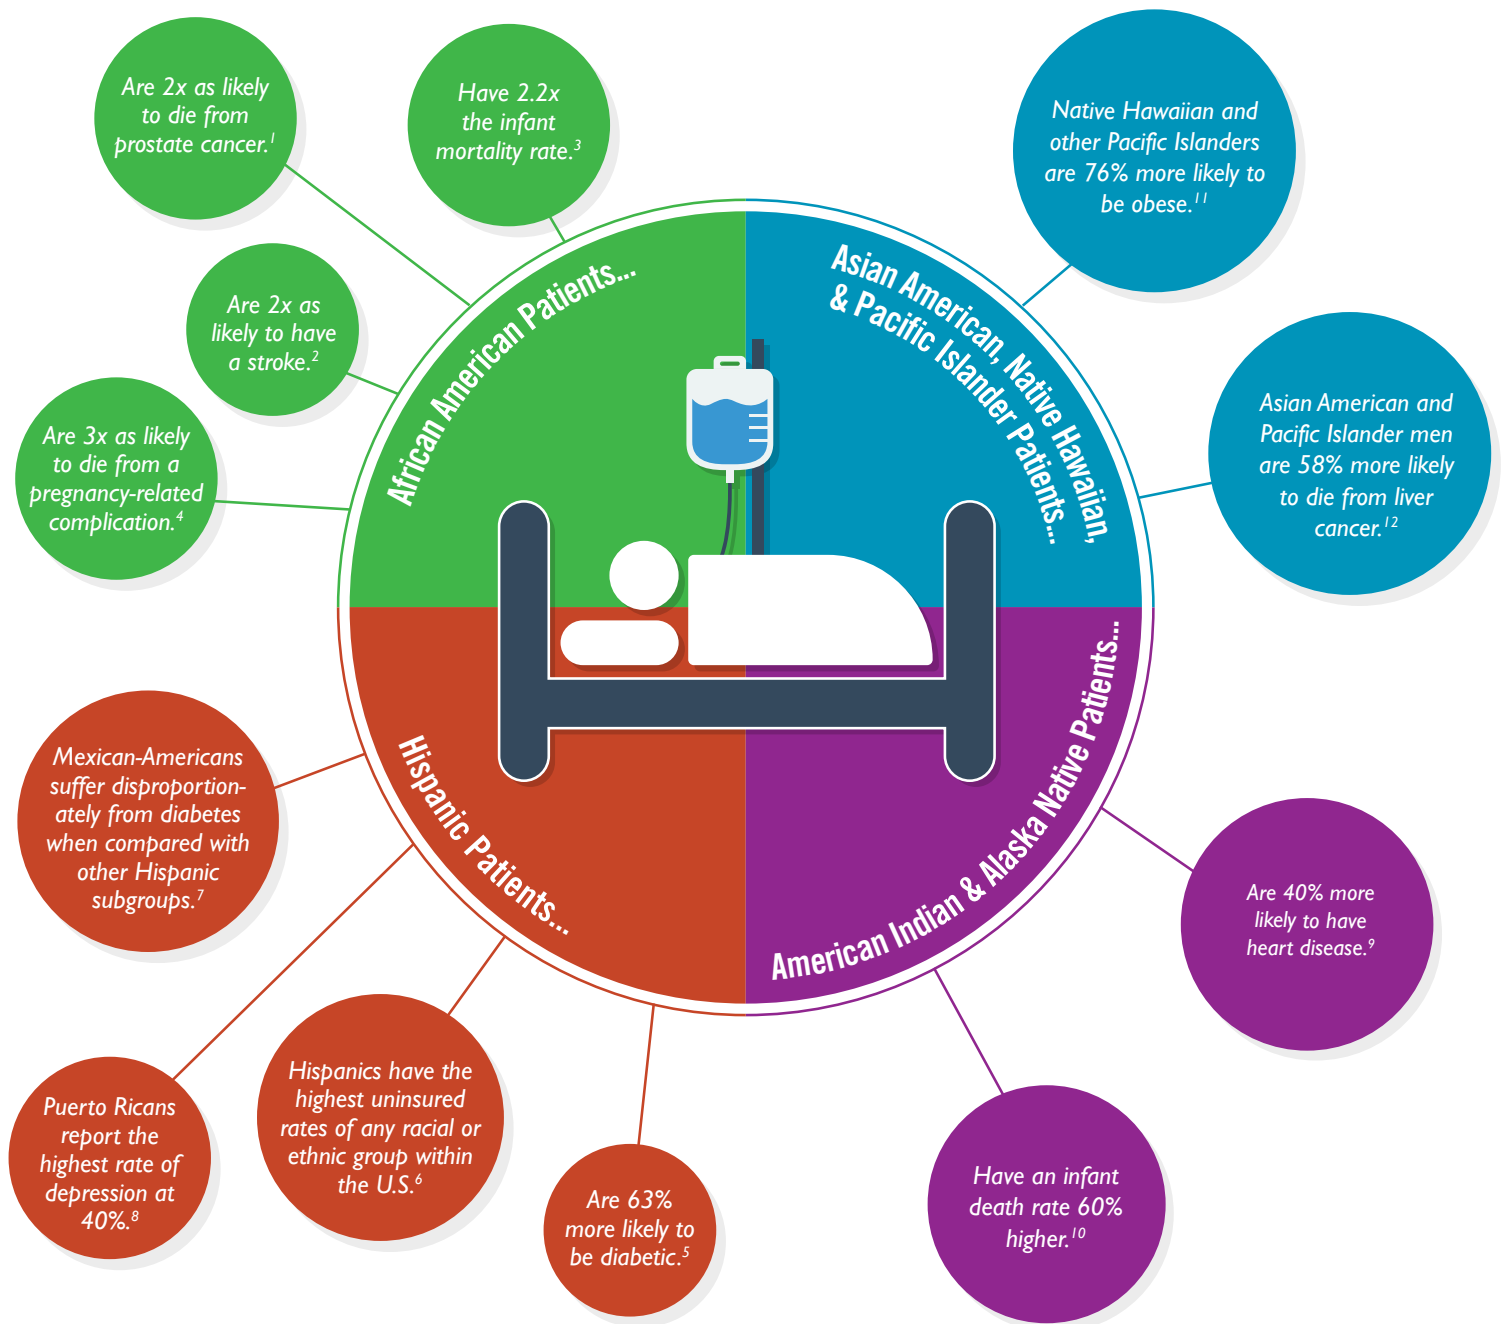 Are 2x as likely
to die from
prostate cancer.1
Have 2.2x
the infant
mortality rate.3
Are 2x as
likely to have
a stroke.2
Are 3x as likely
to die from a
pregnancy-related
complication.4
African American Patients...
Asian American, Native Hawaiian,
& Pacific Islander Patients...
Native Hawaiian and
other Pacific Islanders
are 76% more likely to
be obese.11
Asian American and
Pacific Islander men
are 58% more likely
to die from liver
cancer.12
Hispanic Patients...
Mexican-Americans
suffer disproportion-
ately from diabetes
when compared with
other Hispanic
subgroups.7
Puerto Ricans
report the
highest rate of
depression at
40%.8
Hispanics have the
highest uninsured
rates of any racial or
ethnic group within
the U.S.6
Are 63%
more likely to
be diabetic.5
American Indian & Alaska Native Patients...
Are 40% more
likely to have
heart disease.9
Have an infant
death rate 60%
higher.10